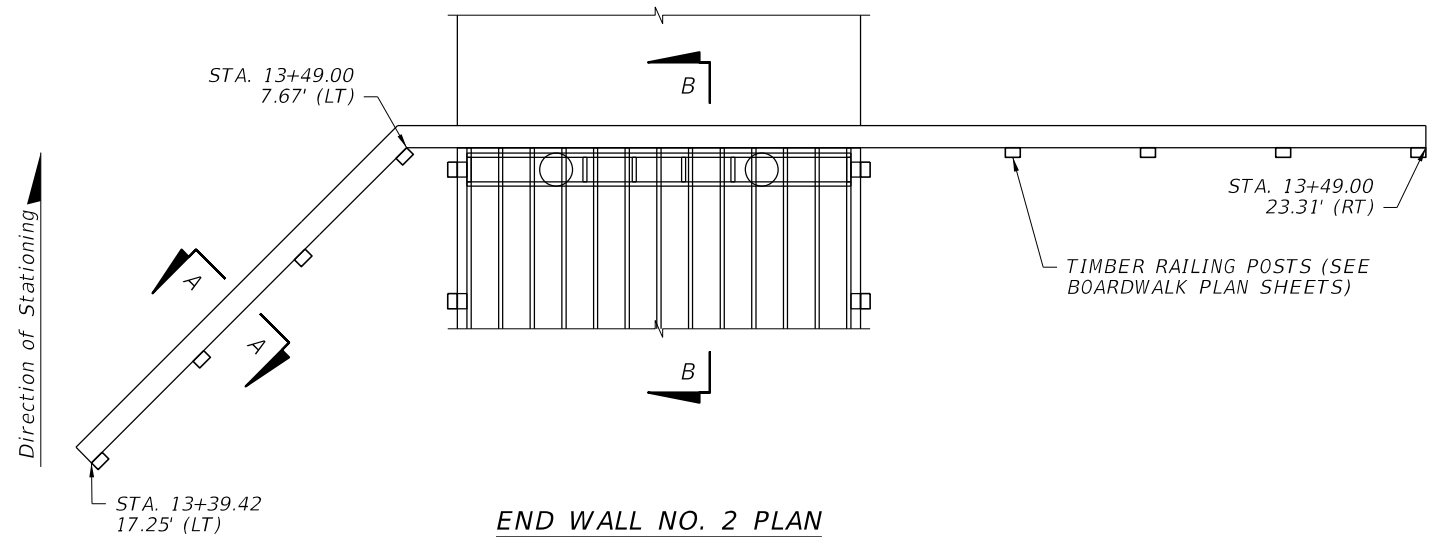 STA. 13+49.00
7.67' (LT)
B
STA. 13+49.00
23.31' (RT)
Direction of Stationing
A
TIMBER RAILING POSTS (SEE
BOARDWALK PLAN SHEETS)
A
B
STA. 13+39.42
17.25' (LT)
END WALL NO. 2 PLAN